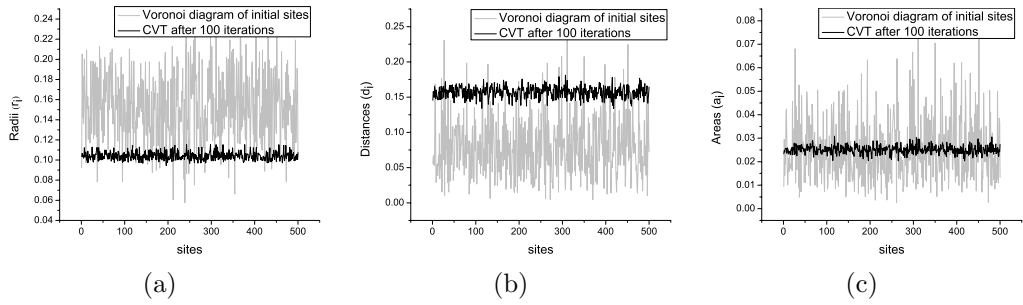 Voronoi diagram of initial sites
CVT after 100 iterations
0.22
0.20
0.18
0.16
0.14
0.12
0.10
0.08
0.06
0.04
Radii (ri)
0 100 200 300 400 500
sites
(a)
Voronoi diagram of initial sites
CVT after 100 iterations
0.25
0.20
0.15
0.10
0.05
0.00
Distances (di)
0 100 200 300 400 500
sites
(b)
Voronoi diagram of initial sites
CVT after 100 iterations
0.08
0.07
0.06
0.05
0.04
0.03
0.02
0.01
0.00
Areas (ai)
0 100 200 300 400 500
sites
(c)